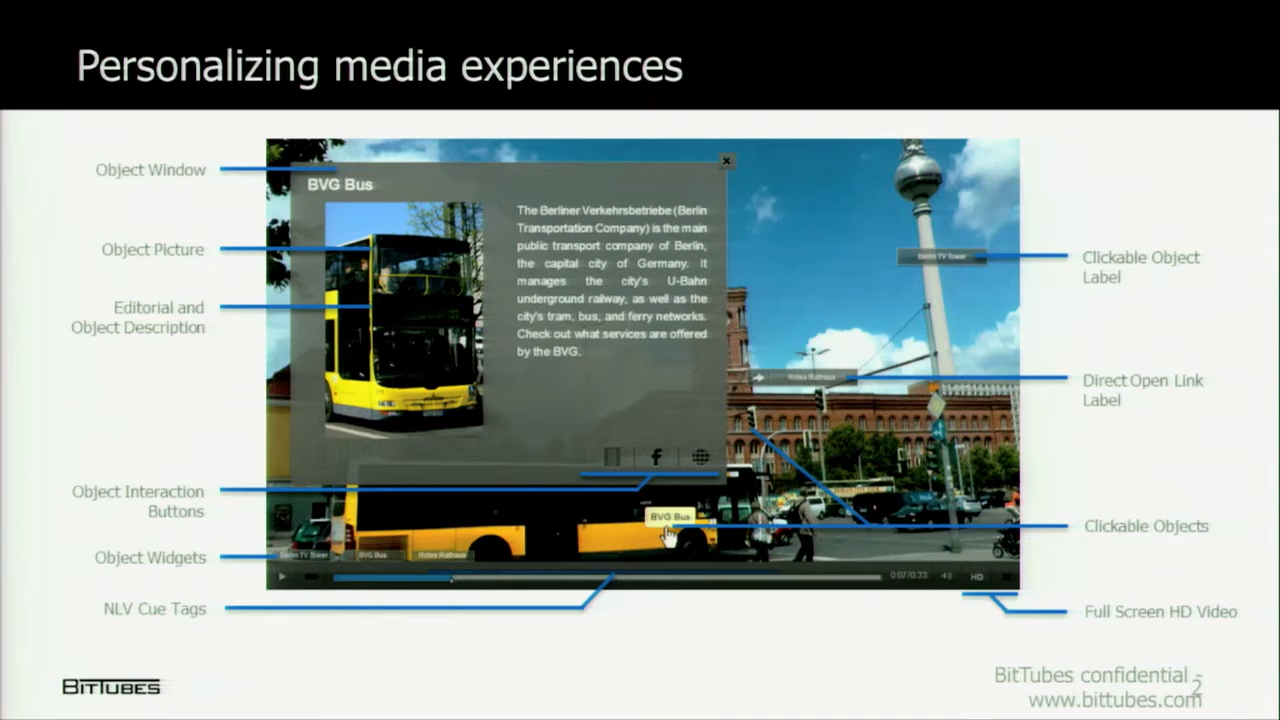 Personalizing media experiences
Object Window
Object Picture
Editorial and
Object Description
Object Interaction
Buttons
Object Widgets
NLV Cue Tags
BVG Bus
The Berliner Verkehrsbetriebe (Berlin
Transportation Company) is the main
public transport company of Berlin,
the capital city of Germany. It
manages the city's U-Bahn
underground railway, as well as the
city's tram, bus, and ferry networks.
Check out what services are offered
by the BVG.
f
Berlin TV Tower
Rotes Rathaus
BVG Bus
Berlin TV Tower
BVG Bus
Rotes Rathaus
0:07/0:33
HD
Clickable Object
Label
Direct Open Link
Label
Clickable Objects
Full Screen HD Video
BITTUBES
BitTubes confidential -
www.bittubes.com
2